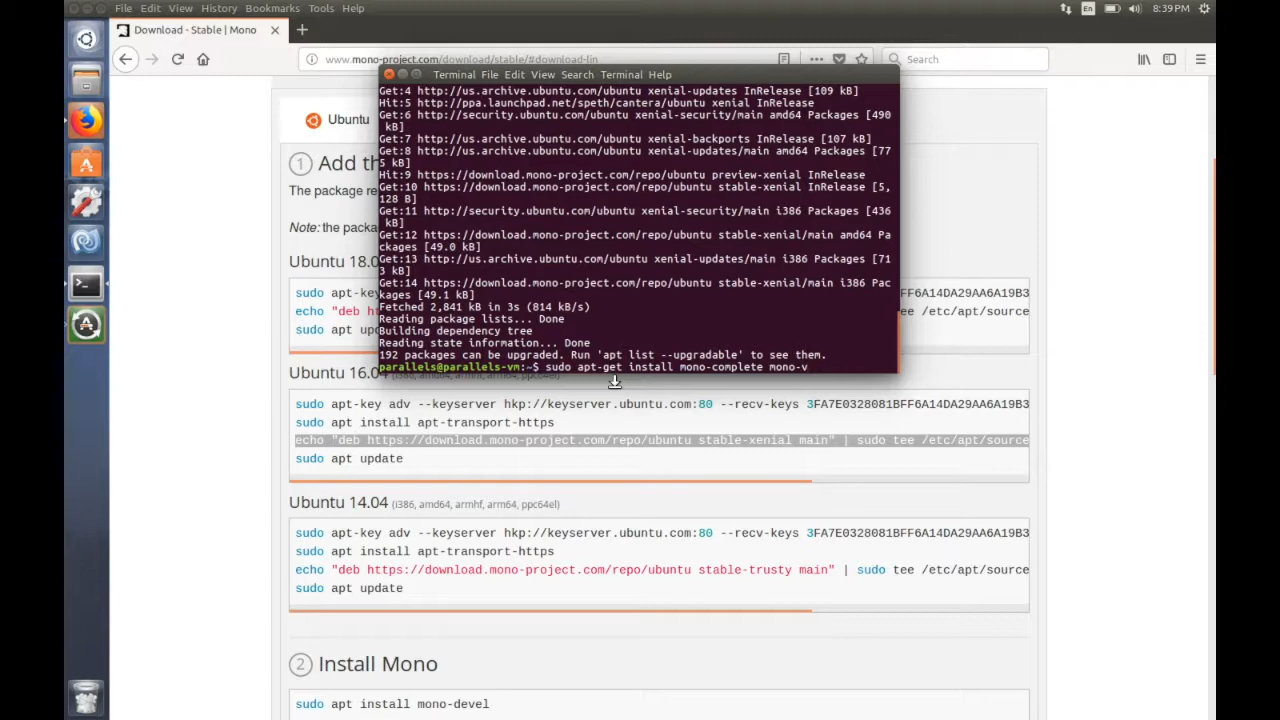 File Edit View History Bookmarks Tools Help
En
8:39 PM
Download - Stable | Mono
www.mono-project.com/download/stable/#download-lin
Search
Terminal File Edit View Search Terminal Help
Get:4 http://us.archive.ubuntu.com/ubuntu xenial-updates InRelease [109 kB]
Hit:5 http://ppa.launchpad.net/speth/cantera/ubuntu xenial InRelease
Get:6 http://security.ubuntu.com/ubuntu xenial-security/main amd64 Packages [490
kB]
Get:7 http://us.archive.ubuntu.com/ubuntu xenial-backports InRelease [107 kB]
Get:8 http://us.archive.ubuntu.com/ubuntu xenial-updates/main amd64 Packages [77
5 kB]
Hit:9 https://download.mono-project.com/repo/ubuntu preview-xenial InRelease
Get:10 https://download.mono-project.com/repo/ubuntu stable-xenial InRelease [5,
128 B]
Get:11 http://security.ubuntu.com/ubuntu xenial-security/main i386 Packages [436
kB]
Get:12 https://download.mono-project.com/repo/ubuntu stable-xenial/main amd64 Pa
ckages [49.0 kB]
Get:13 http://us.archive.ubuntu.com/ubuntu xenial-updates/main i386 Packages [71
3 kB]
Get:14 https://download.mono-project.com/repo/ubuntu stable-xenial/main i386 Pac
kages [49.1 kB]
Fetched 2,841 kB in 3s (814 kB/s)
Reading package lists... Done
Building dependency tree
Reading state information... Done
192 packages can be upgraded. Run 'apt list --upgradable' to see them.
parallels@parallels-vm:~$ sudo apt-get install mono-complete mono-v
Ubuntu
1 Add th
The package re
Note: the packa
Ubuntu 18.0
sudo apt-key FF6A14DA29AA6A19B3
echo "deb ht tee /etc/apt/source
sudo apt upd
Ubuntu 16.04 (i386, amd64, armhf, arm64, ppc64el)
sudo apt-key adv --keyserver hkp://keyserver.ubuntu.com:80 --recv-keys 3FA7E0328081BFF6A14DA29AA6A19B3
sudo apt install apt-transport-https
echo "deb https://download.mono-project.com/repo/ubuntu stable-xenial main" | sudo tee /etc/apt/source
sudo apt update
Ubuntu 14.04 (i386, amd64, armhf, arm64, ppc64el)
sudo apt-key adv --keyserver hkp://keyserver.ubuntu.com:80 --recv-keys 3FA7E0328081BFF6A14DA29AA6A19B3
sudo apt install apt-transport-https
echo "deb https://download.mono-project.com/repo/ubuntu stable-trusty main" | sudo tee /etc/apt/source
sudo apt update
2 Install Mono
sudo apt install mono-devel